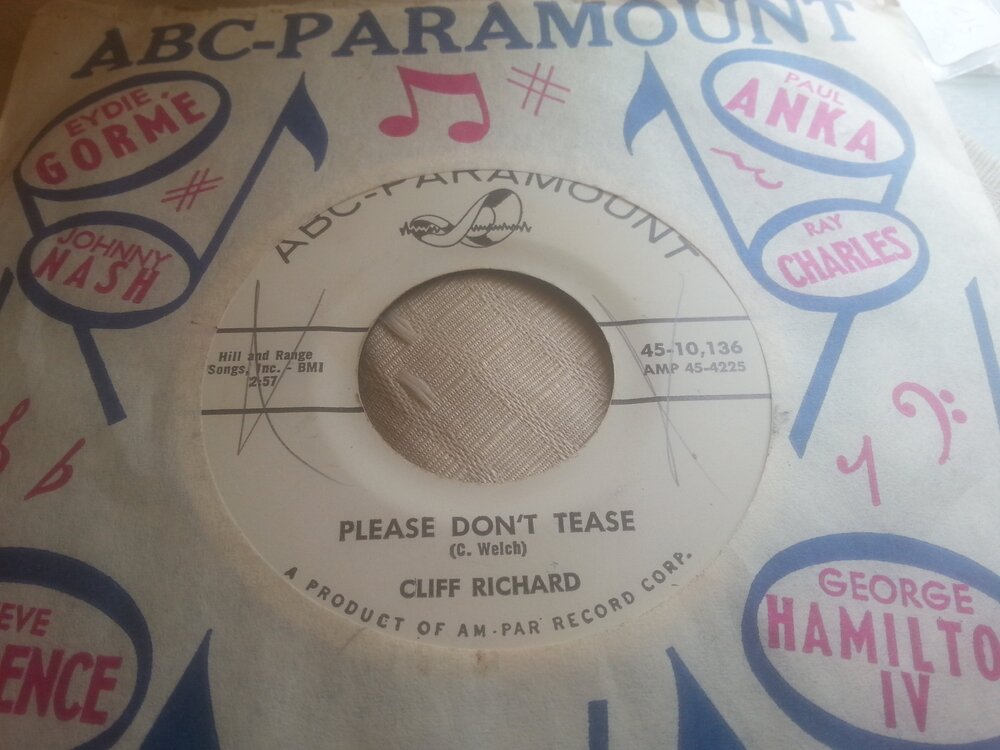 ABC-PARAMOUNT
EYDIE
GORMÉ
PAUL
ANKA
JOHNNY
NASH
RAY
CHARLES
ABC-PARAMOUNT
Hill and Range
Songs, Inc. - BMI
2:57
45-10,136
AMP 45-4225
PLEASE DON'T TEASE
(C. Welch)
CLIFF RICHARD
A PRODUCT OF AM-PAR RECORD CORP.
EVE
ENCE
GEORGE
HAMILTO
IV